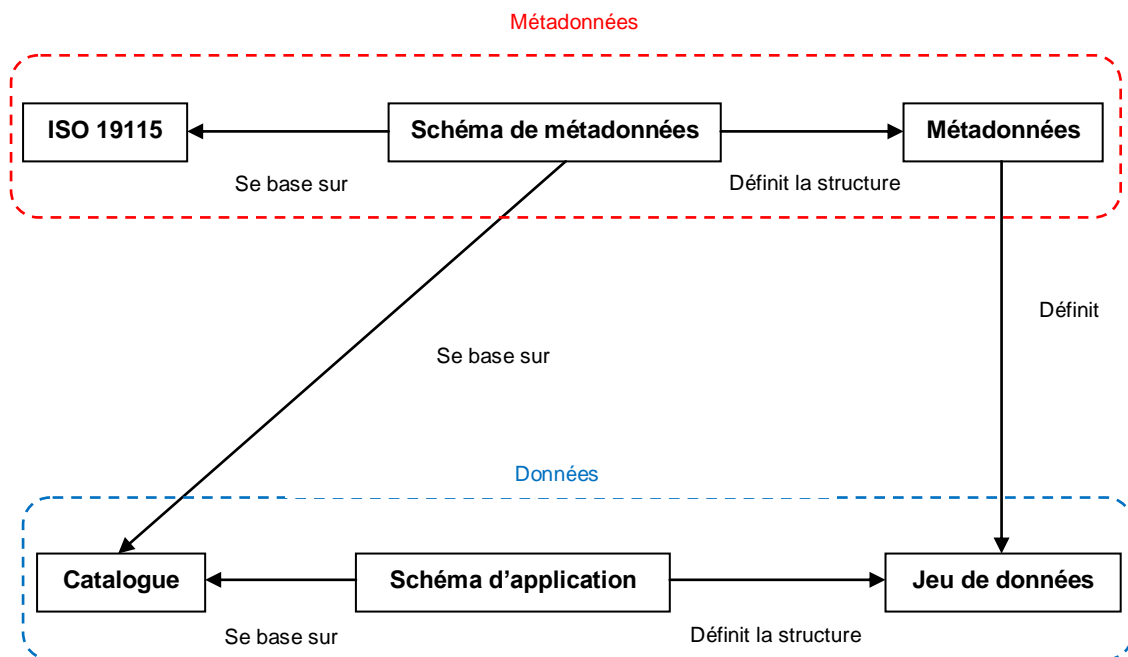 Métadonnées
ISO 19115
Schéma de métadonnées
Métadonnées
Se base sur
Définit la structure
Définit
Se base sur
Données
Catalogue
Schéma d’application
Jeu de données
Se base sur
Définit la structure